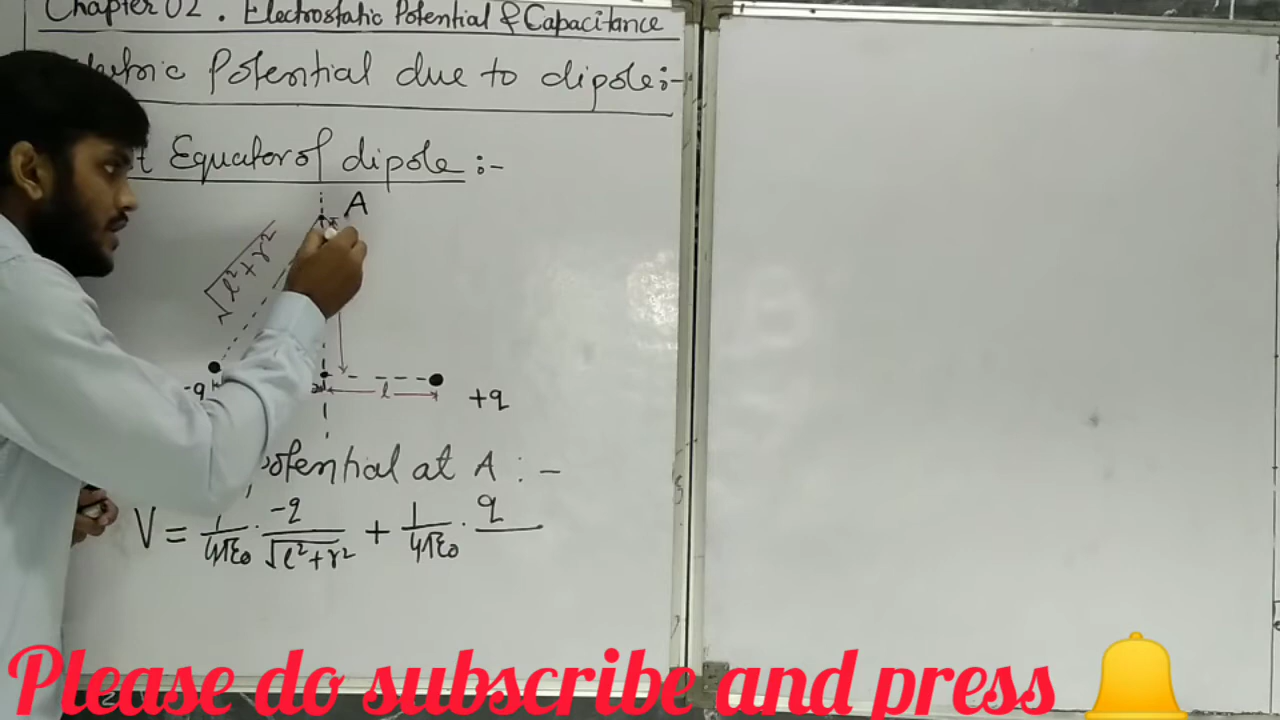 Chapter 02 . Electrostatic Potential & Capacitance
Potential due to dipole :-
Equator of dipole :-
A
√l²+r²
-q
l
+q
potential at A : -
V = 1/4πε₀ . -q/√l²+r² + 1/4πε₀ . q/
Please do subscribe and press